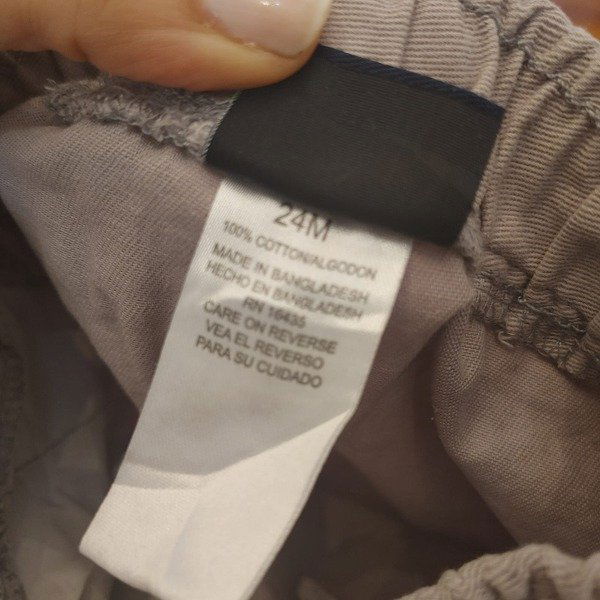 24M
100% COTTON/ALGODON
MADE IN BANGLADESH
HECHO EN BANGLADESH
RN 16435
CARE ON REVERSE
VEA EL REVERSO
PARA SU CUIDADO